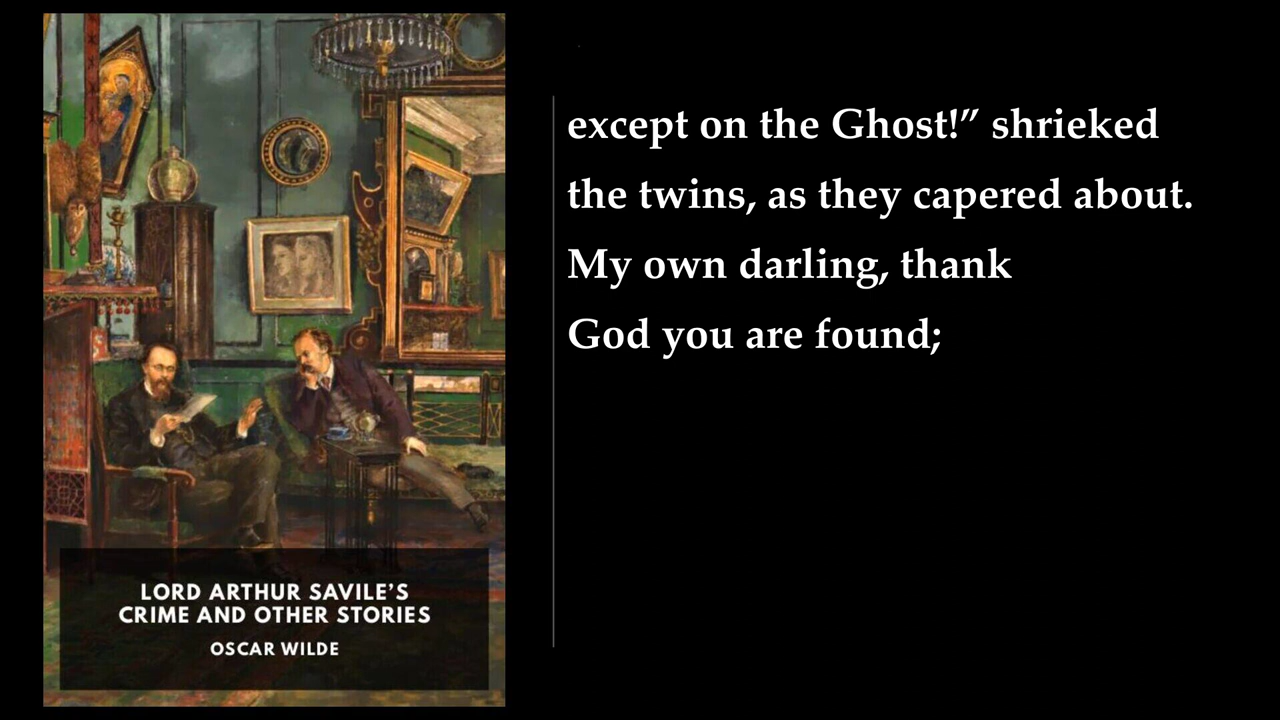 except on the Ghost!” shrieked
the twins, as they capered about.
My own darling, thank
God you are found;
LORD ARTHUR SAVILE’S
CRIME AND OTHER STORIES
OSCAR WILDE